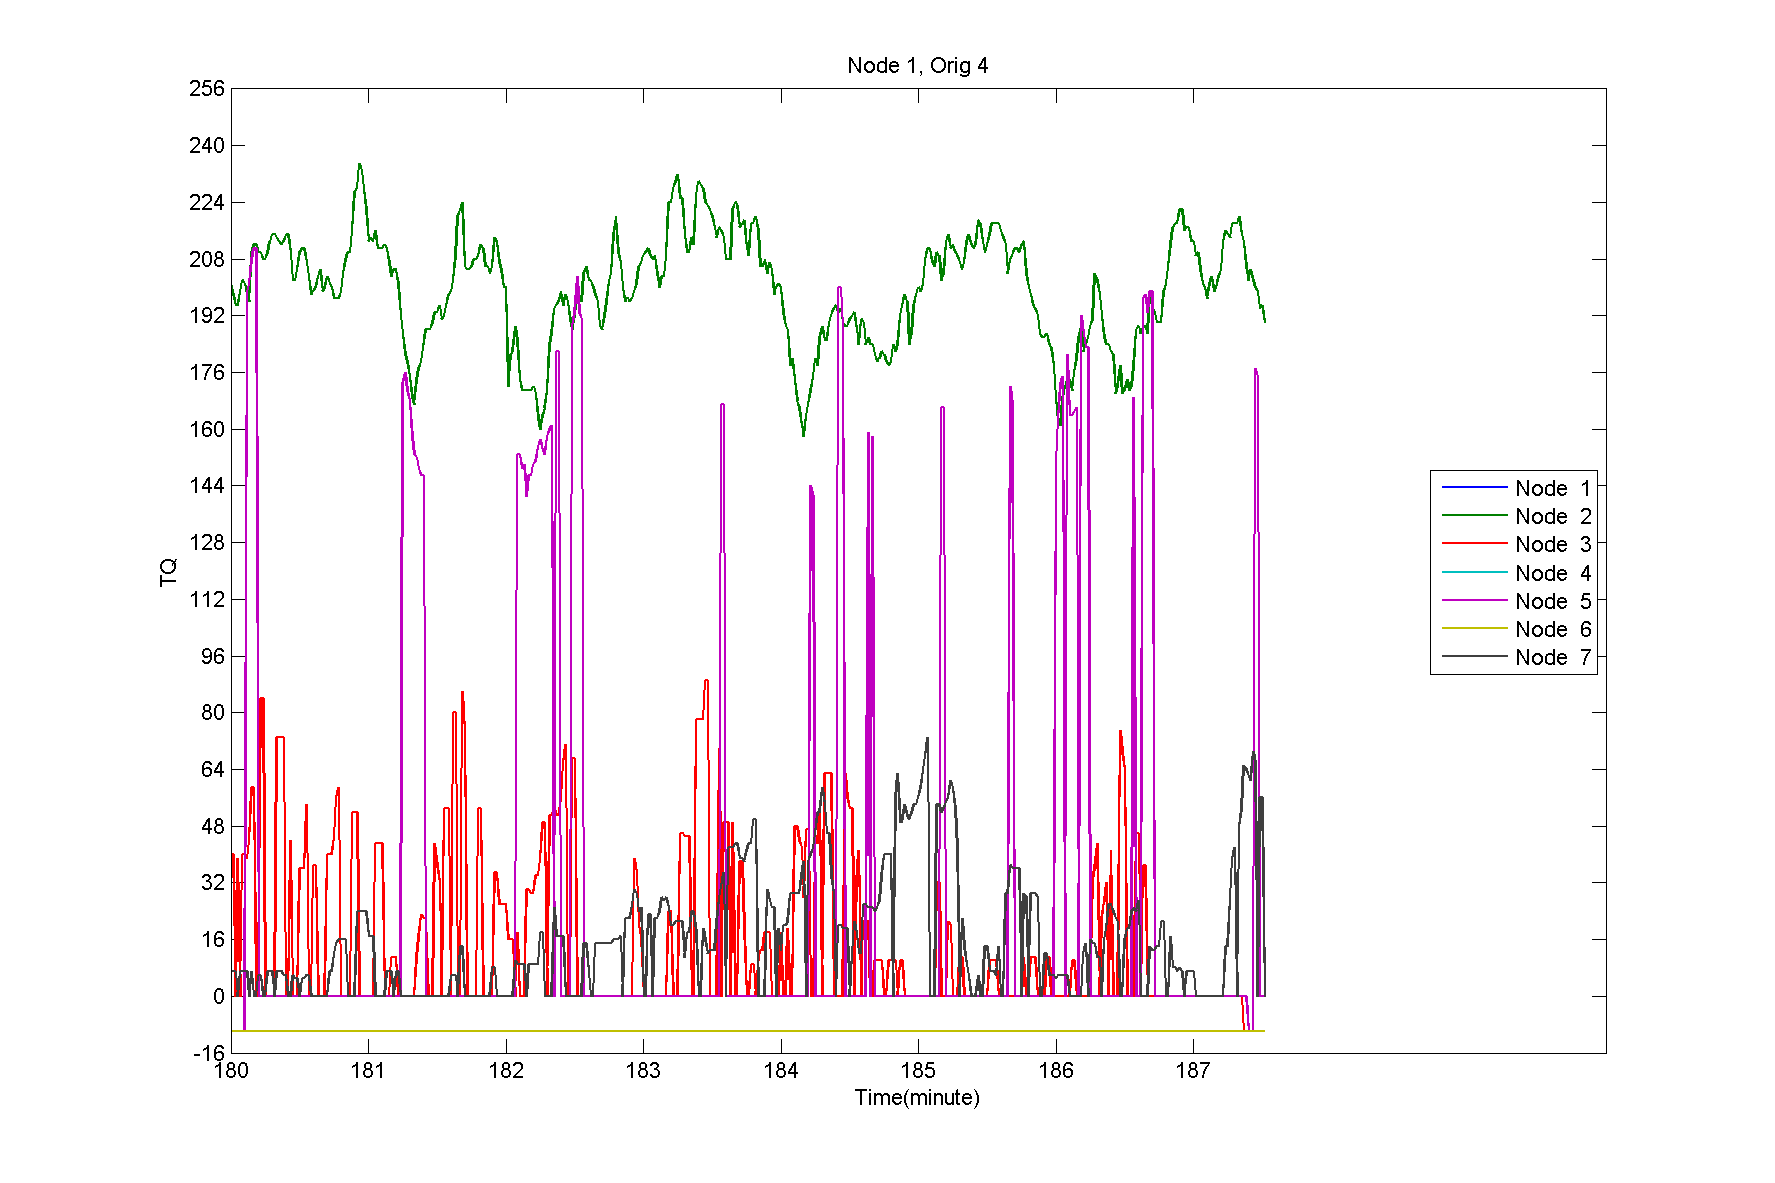 Node 1, Orig 4
256
240
224
208
192
176
160
144
128
112
96
80
64
48
32
16
0
-16
TQ
180 181 182 183 184 185 186 187
Time(minute)
Node 1
Node 2
Node 3
Node 4
Node 5
Node 6
Node 7